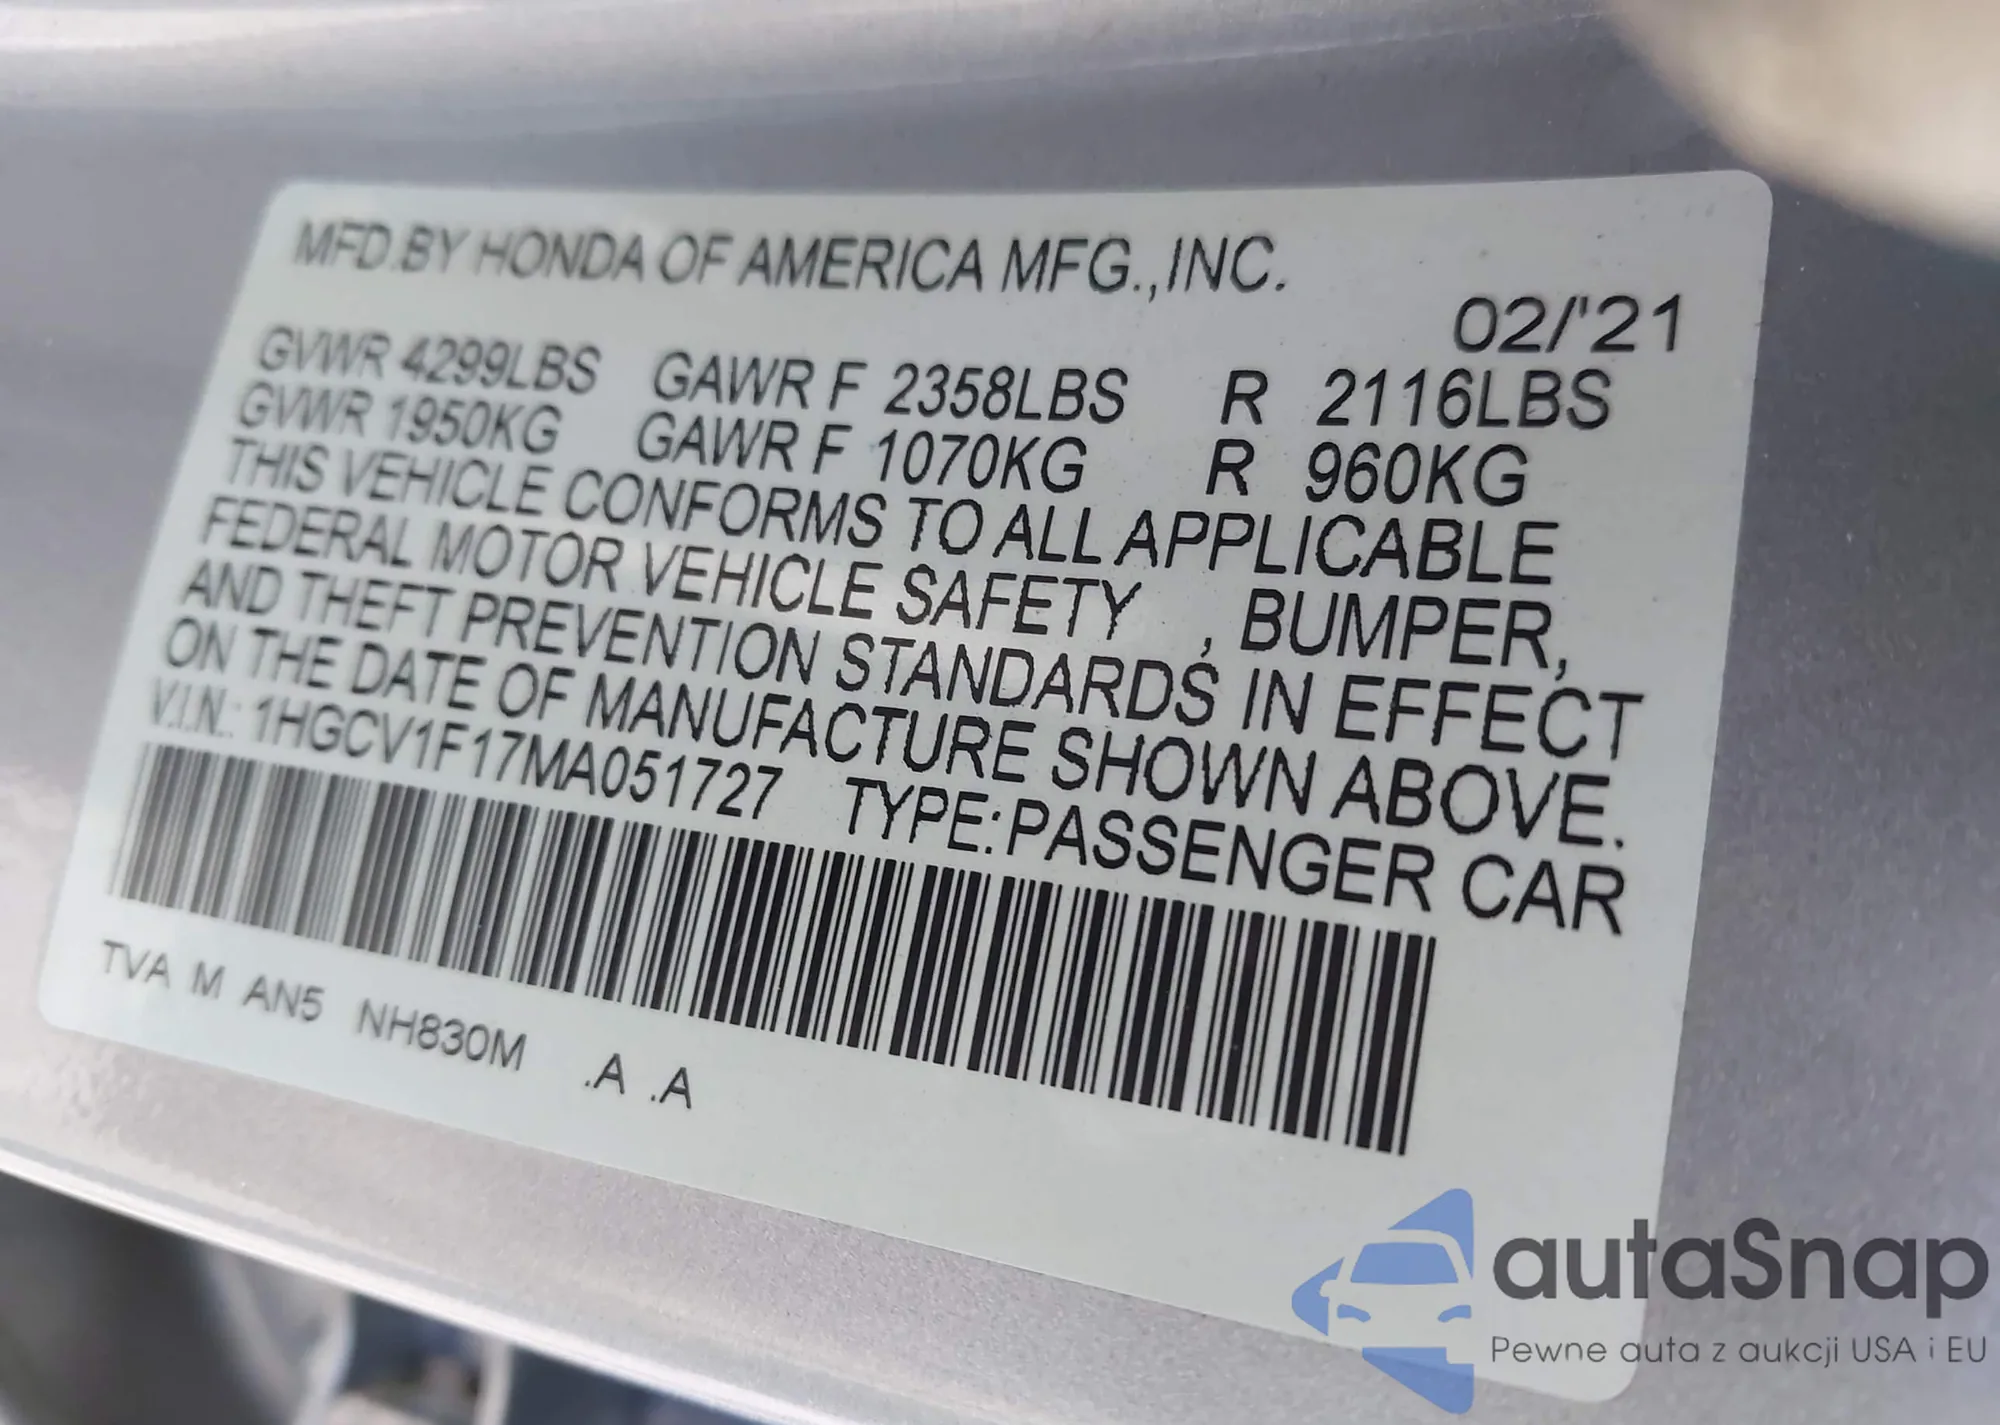 MFD.BY HONDA OF AMERICA MFG.,INC.
02/'21
GVWR 4299LBS GAWR F 2358LBS R 2116LBS
GVWR 1950KG GAWR F 1070KG R 960KG
THIS VEHICLE CONFORMS TO ALL APPLICABLE
FEDERAL MOTOR VEHICLE SAFETY , BUMPER,
AND THEFT PREVENTION STANDARDS IN EFFECT
ON THE DATE OF MANUFACTURE SHOWN ABOVE.
V.I.N.: 1HGCV1F17MA051727 TYPE:PASSENGER CAR
TVA M AN5 NH830M .A .A
autaSnap
Pewne auta z aukcji USA i EU